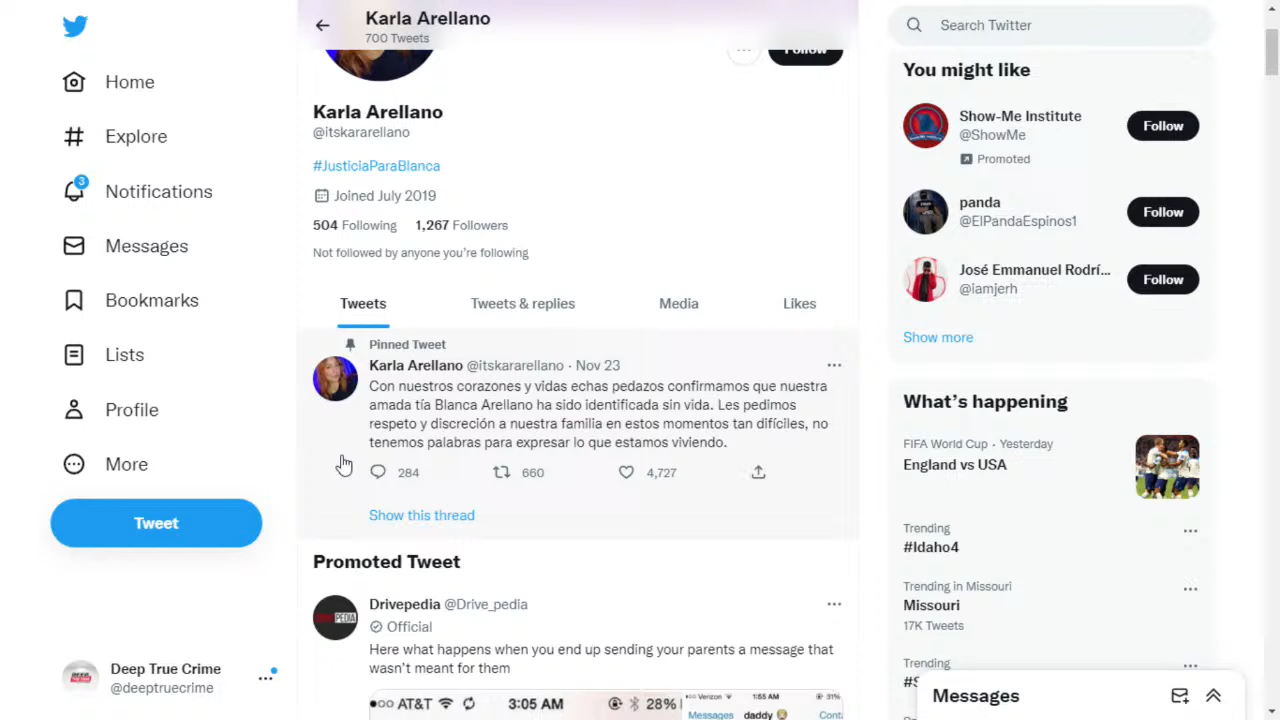 Karla Arellano
700 Tweets
Follow
Home
Explore
3
Notifications
Messages
Bookmarks
Lists
Profile
More
Tweet
Deep True Crime
@deeptruecrime
Karla Arellano
@itskararellano
#JusticiaParaBlanca
Joined July 2019
504 Following 1,267 Followers
Not followed by anyone you're following
Tweets Tweets & replies Media Likes
Pinned Tweet
Karla Arellano @itskararellano · Nov 23
Con nuestros corazones y vidas echas pedazos confirmamos que nuestra
amada tía Blanca Arellano ha sido identificada sin vida. Les pedimos
respeto y discreción a nuestra familia en estos momentos tan difíciles, no
tenemos palabras para expresar lo que estamos viviendo.
284 660 4,727
Show this thread
Promoted Tweet
Drivepedia @Drive_pedia
Official
Here what happens when you end up sending your parents a message that
wasn't meant for them
AT&T 3:05 AM 28%
Verizon 1:55 AM 31%
Messages daddy Cont
Search Twitter
You might like
Show-Me Institute
@ShowMe
Promoted
Follow
panda
@ElPandaEspinos1
Follow
José Emmanuel Rodrí...
@iamjerh
Follow
Show more
What's happening
FIFA World Cup · Yesterday
England vs USA
Trending
#Idaho4
Trending in Missouri
Missouri
17K Tweets
Trending
Messages